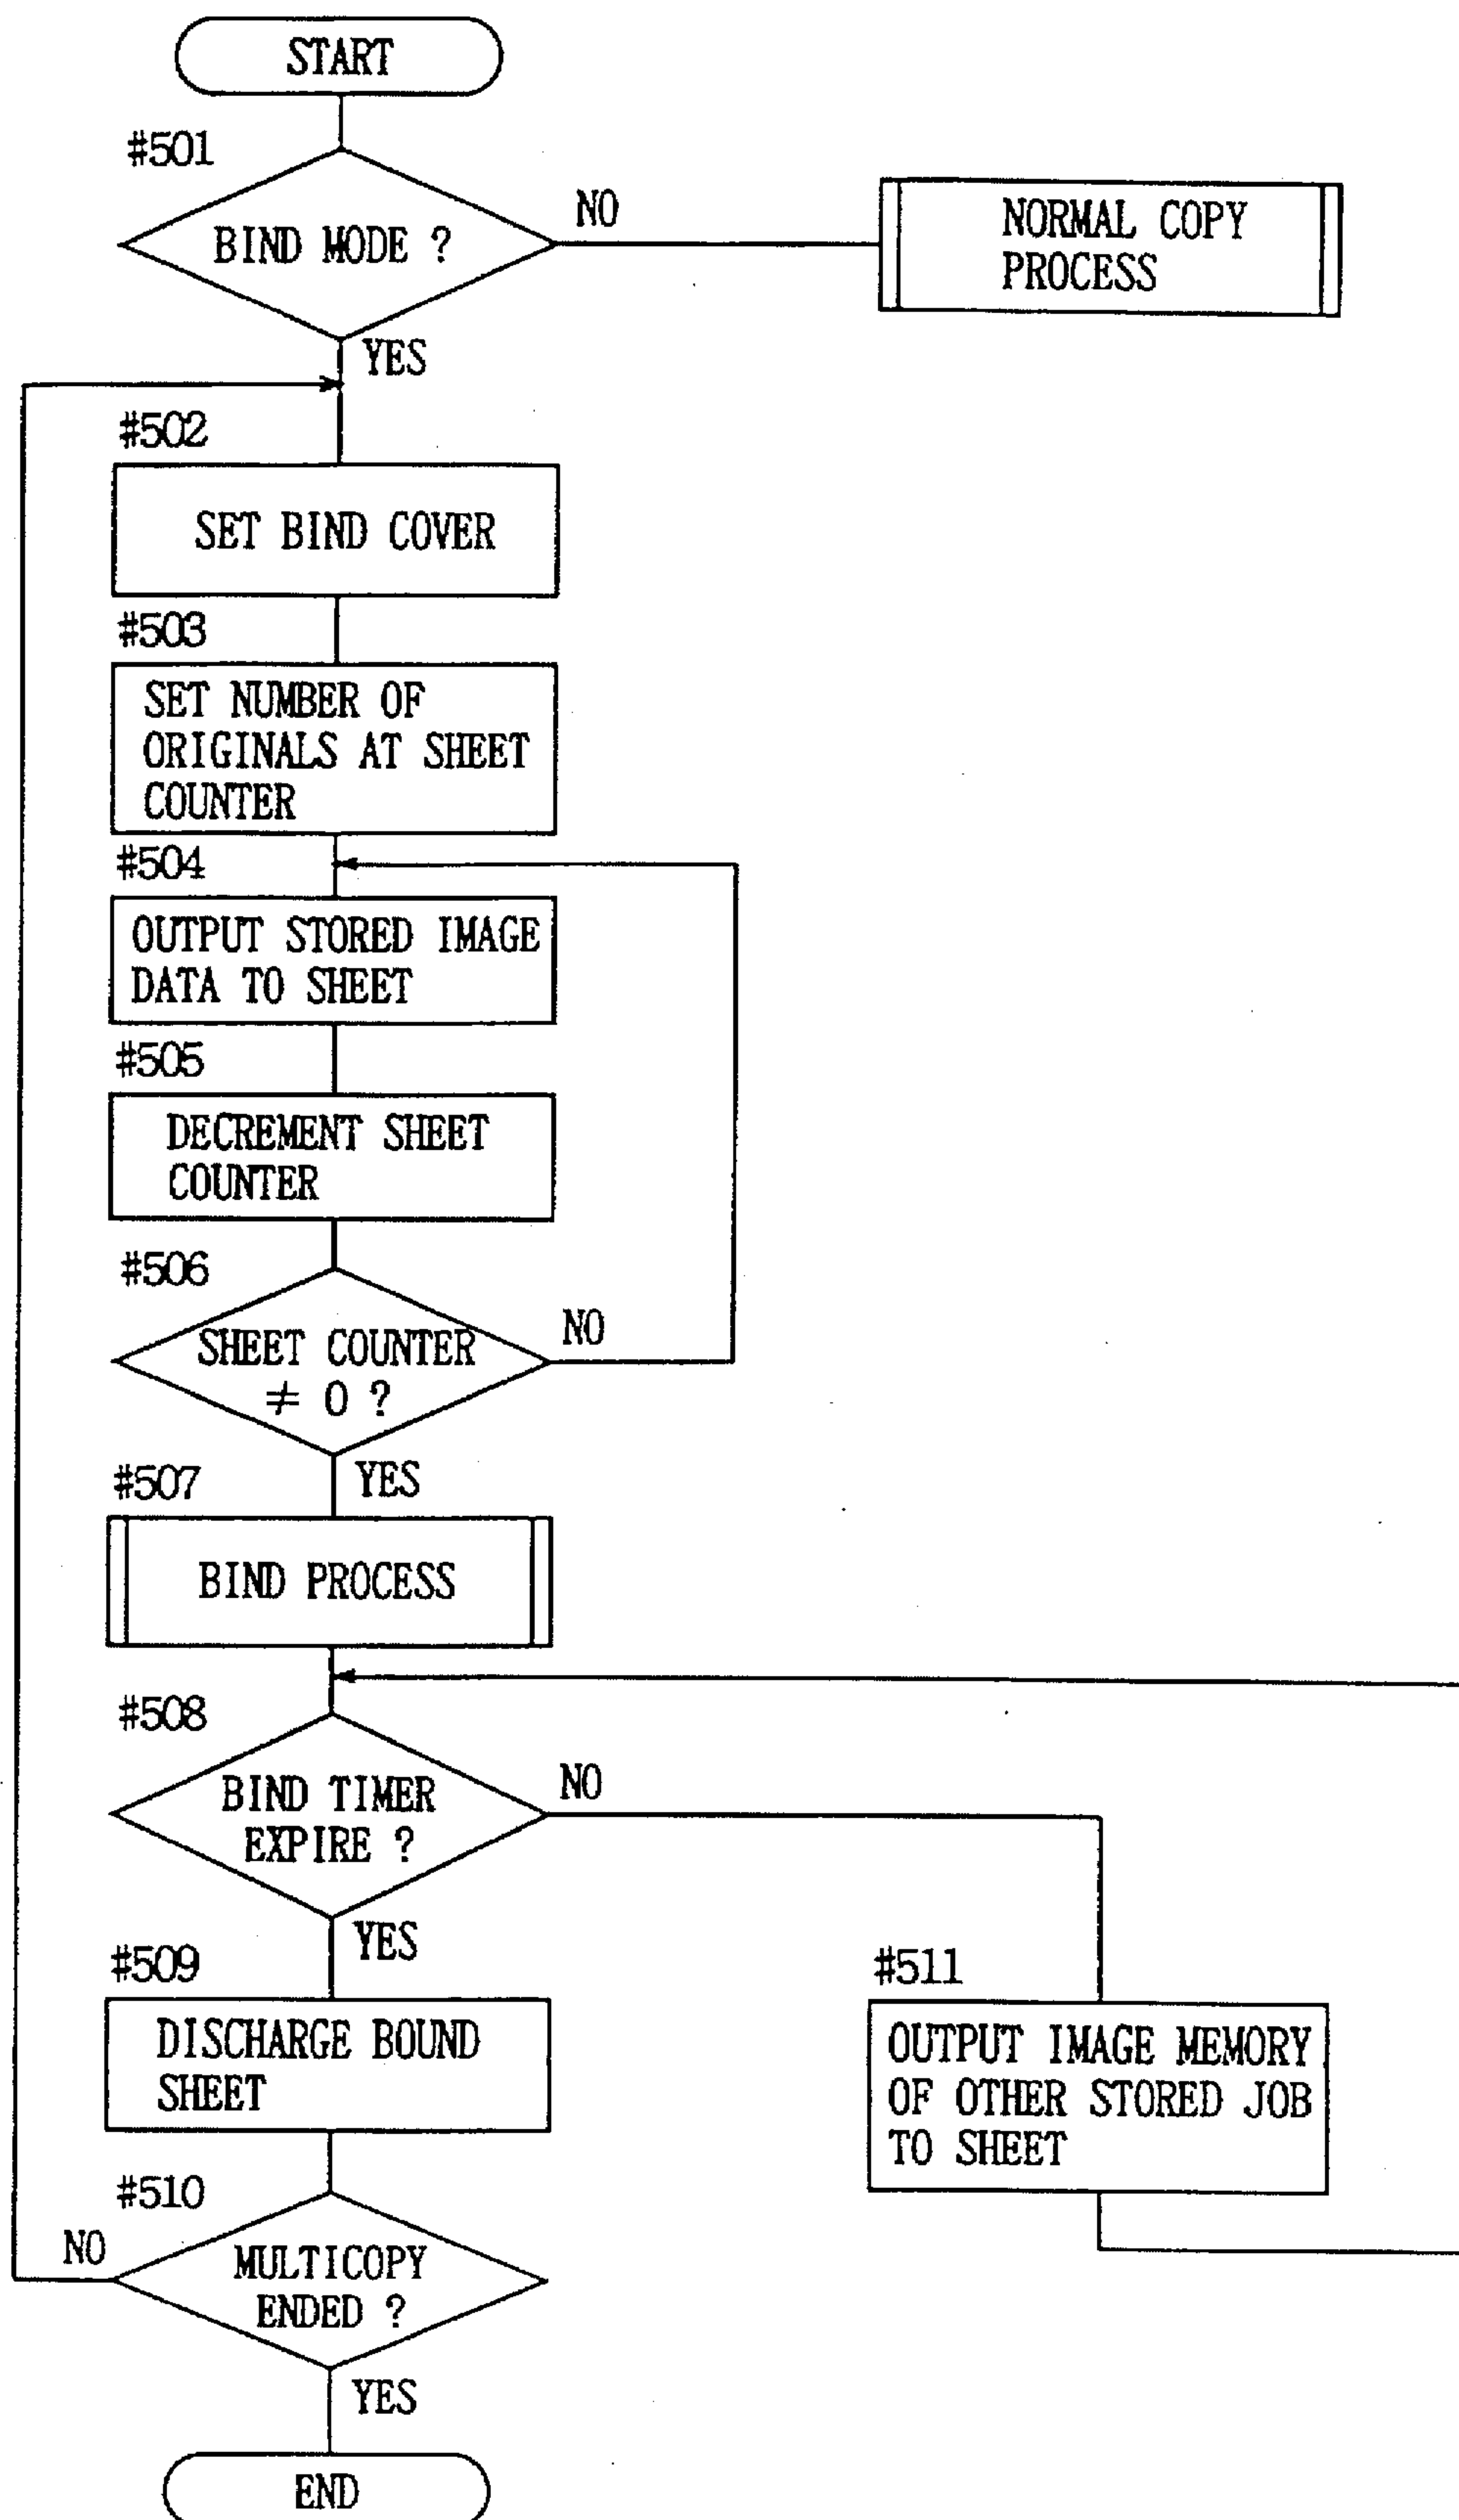 START
#501
BIND MODE ?
NO
NORMAL COPY
PROCESS
YES
#502
SET BIND COVER
#503
SET NUMBER OF
ORIGINALS AT SHEET
COUNTER
#504
OUTPUT STORED IMAGE
DATA TO SHEET
#505
DECREMENT SHEET
COUNTER
#506
SHEET COUNTER
≠ 0 ?
NO
YES
#507
BIND PROCESS
#508
BIND TIMER
EXPIRE ?
NO
YES
#509
DISCHARGE BOUND
SHEET
#511
OUTPUT IMAGE MEMORY
OF OTHER STORED JOB
TO SHEET
#510
NO
MULTICOPY
ENDED ?
YES
END